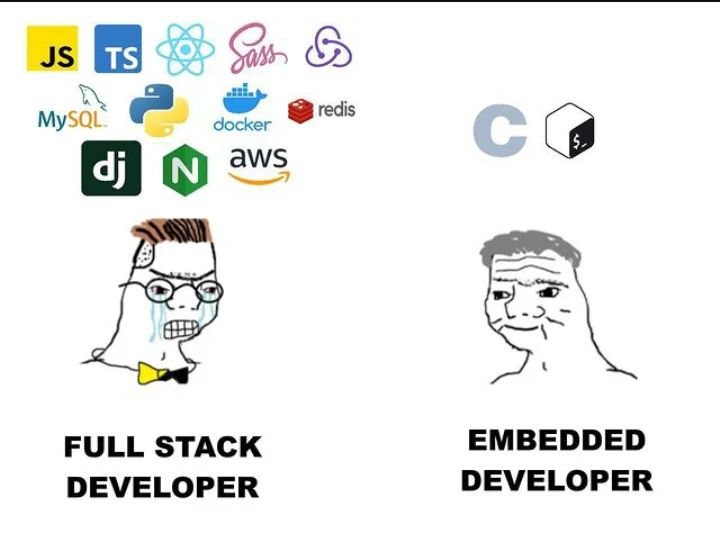 JS
TS
Sass
MySQL
docker
redis
dj
N
aws
C
$_
FULL STACK
DEVELOPER
EMBEDDED
DEVELOPER